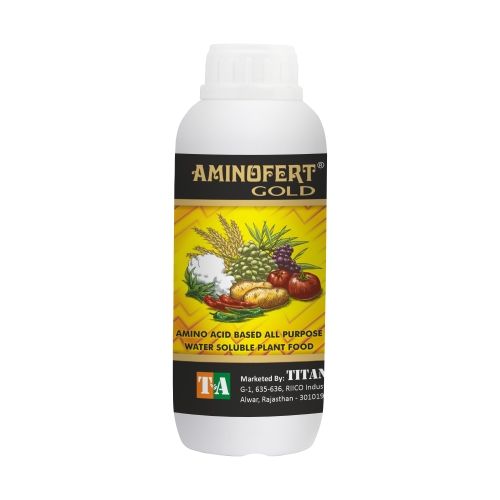 AMINOFERT®
GOLD
AMINO ACID BASED ALL PURPOSE
WATER SOLUBLE PLANT FOOD
T&A
Marketed By: TITAN
G-1, 635-636, RIICO Indus
Alwar, Rajasthan - 30101